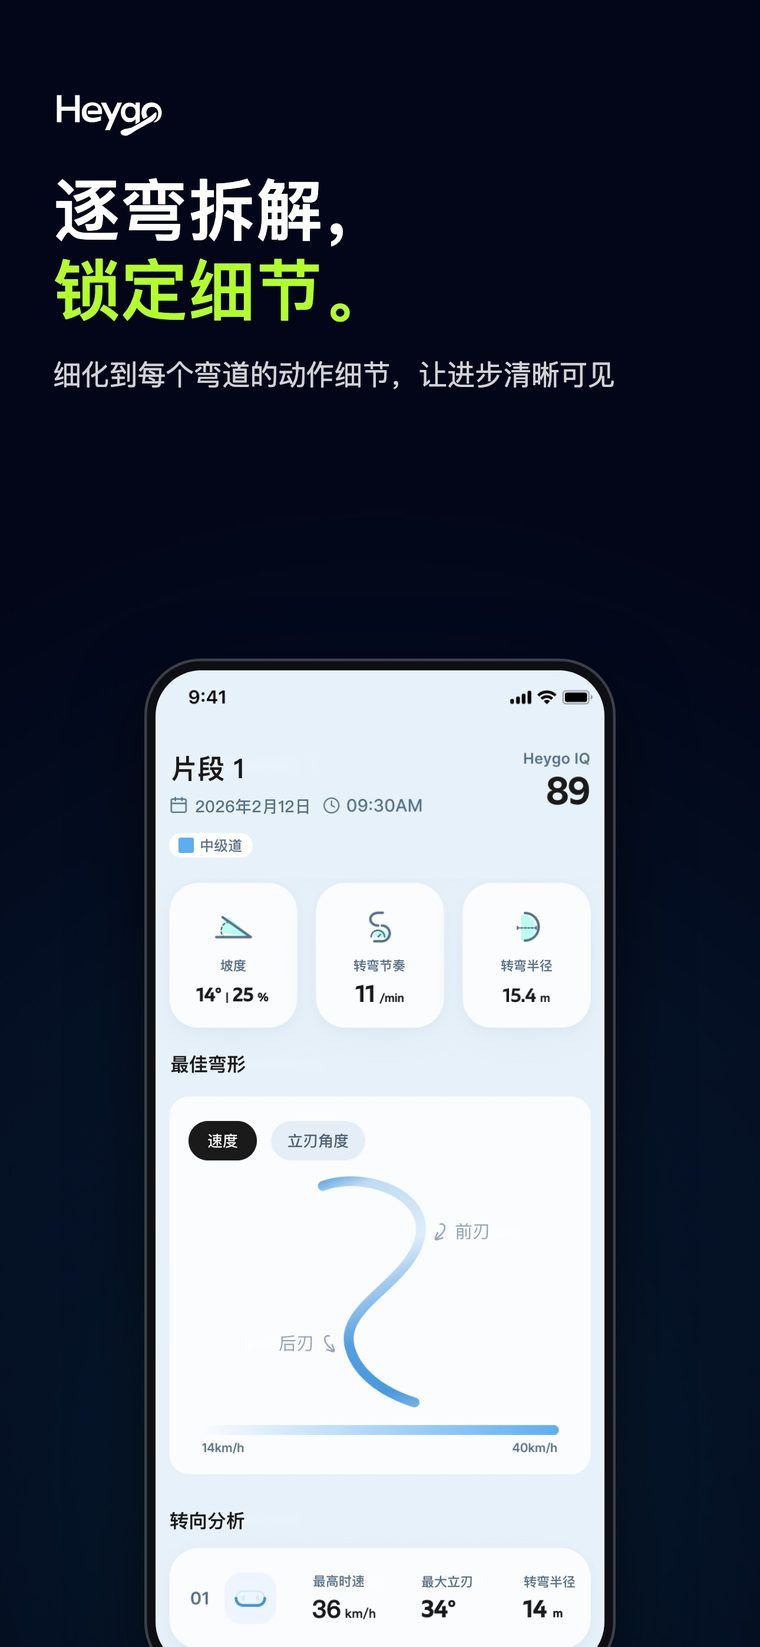 Heygo
逐弯拆解，
锁定细节。
细化到每个弯道的动作细节，让进步清晰可见
9:41
片段 1
Heygo IQ
89
2026年2月12日 09:30AM
中级道
坡度
14° | 25 %
转弯节奏
11 /min
转弯半径
15.4 m
最佳弯形
速度
立刃角度
前刃
后刃
14km/h
40km/h
转向分析
01
最高时速
36 km/h
最大立刃
34°
转弯半径
14 m